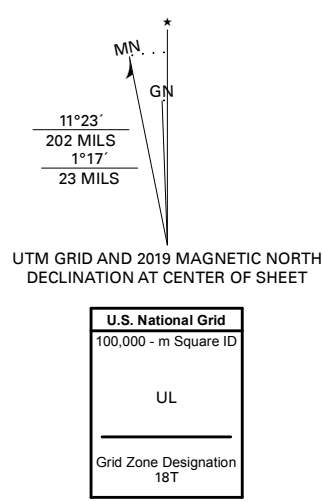 ★
MN
GN
11°23´
202 MILS
1°17´
23 MILS
UTM GRID AND 2019 MAGNETIC NORTH
DECLINATION AT CENTER OF SHEET
U.S. National Grid
100,000 - m Square ID
UL
Grid Zone Designation
18T